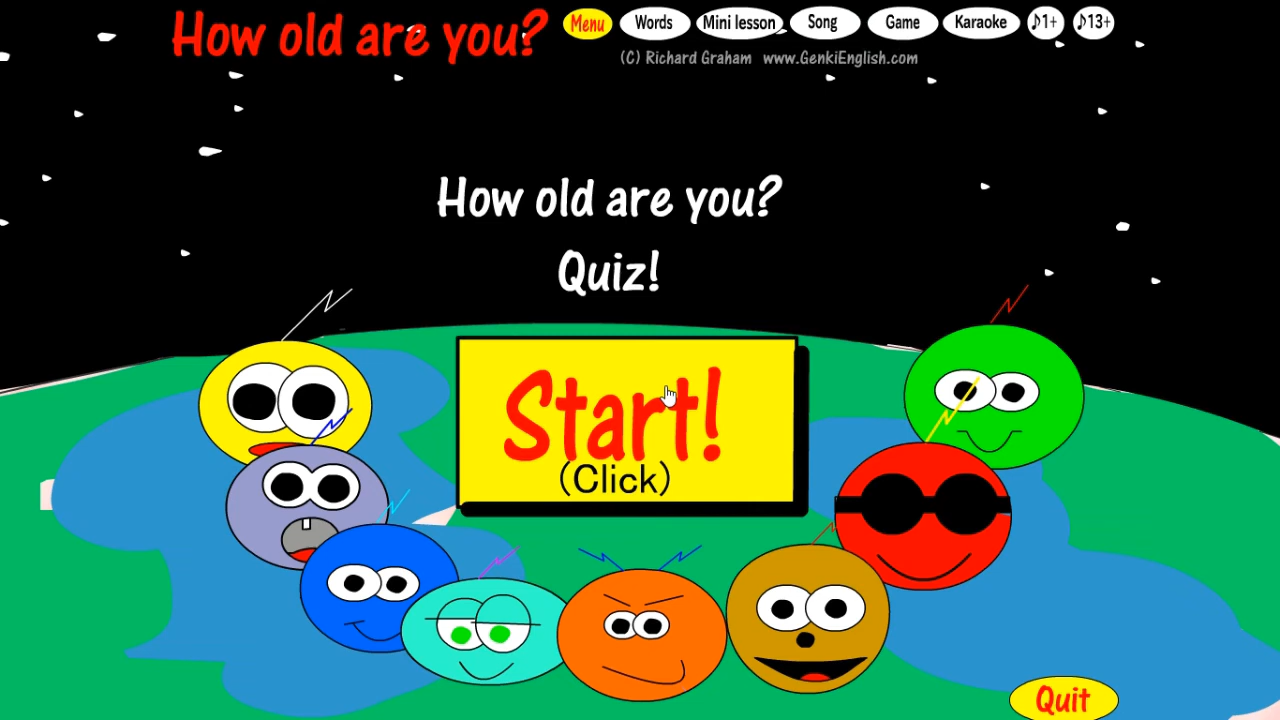 How old are you? Menu Words Mini lesson Song Game Karaoke ♪1+ ♪13+
(C) Richard Graham www.GenkiEnglish.com
How old are you?
Quiz!
Start!
(Click)
Quit